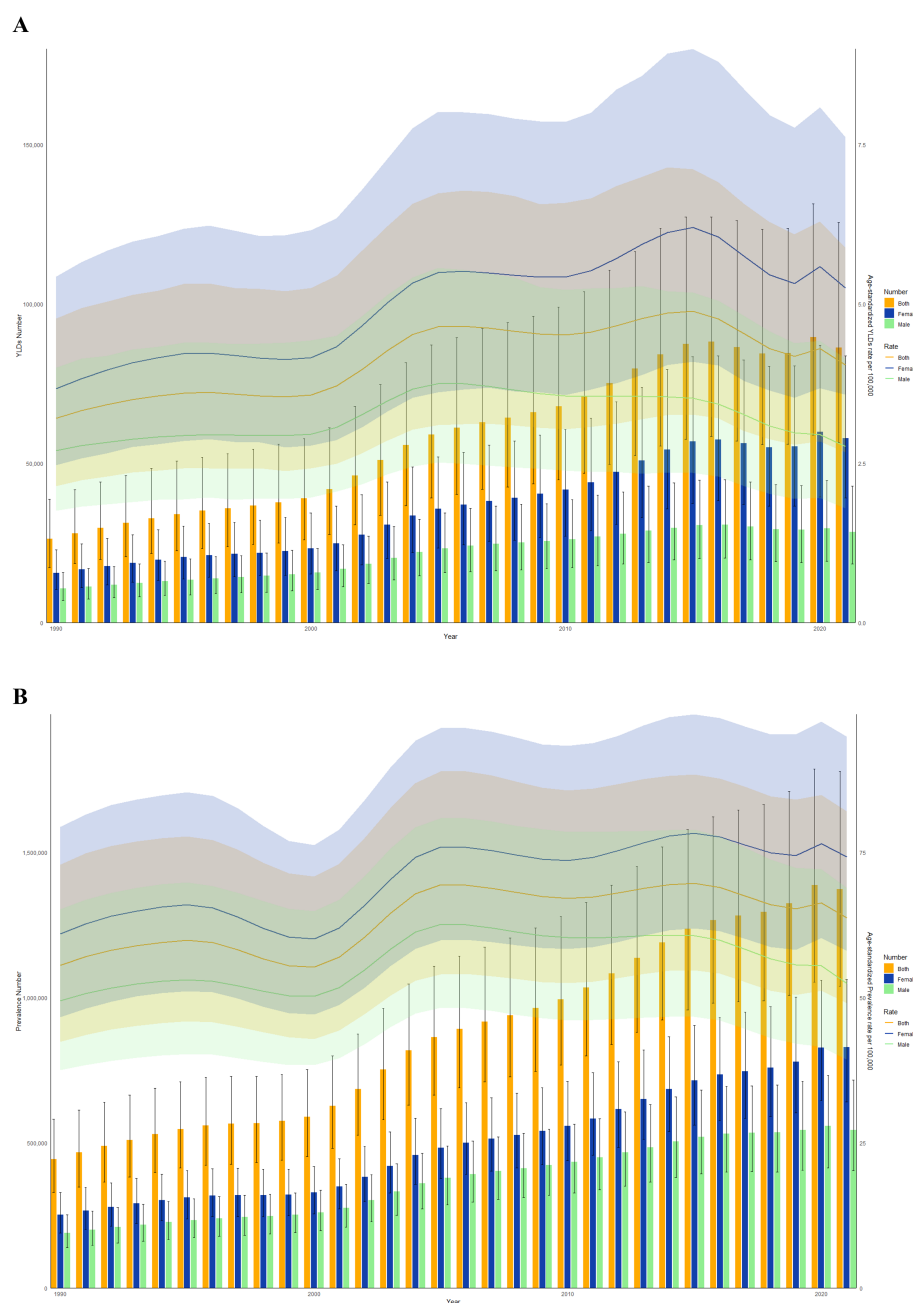 A
150,000
100,000
50,000
0
YLDs Number
7.5
5.0
2.5
0.0
Age-standardized YLDs rate per 100,000
1990
2000
2010
2020
Year
Number
Both
Femal
Male
Rate
Both
Femal
Male
B
1,500,000
1,000,000
500,000
0
Prevalence Number
75
50
25
0
Age-standardized Prevalence rate per 100,000
1990
2000
2010
2020
Year
Number
Both
Femal
Male
Rate
Both
Femal
Male